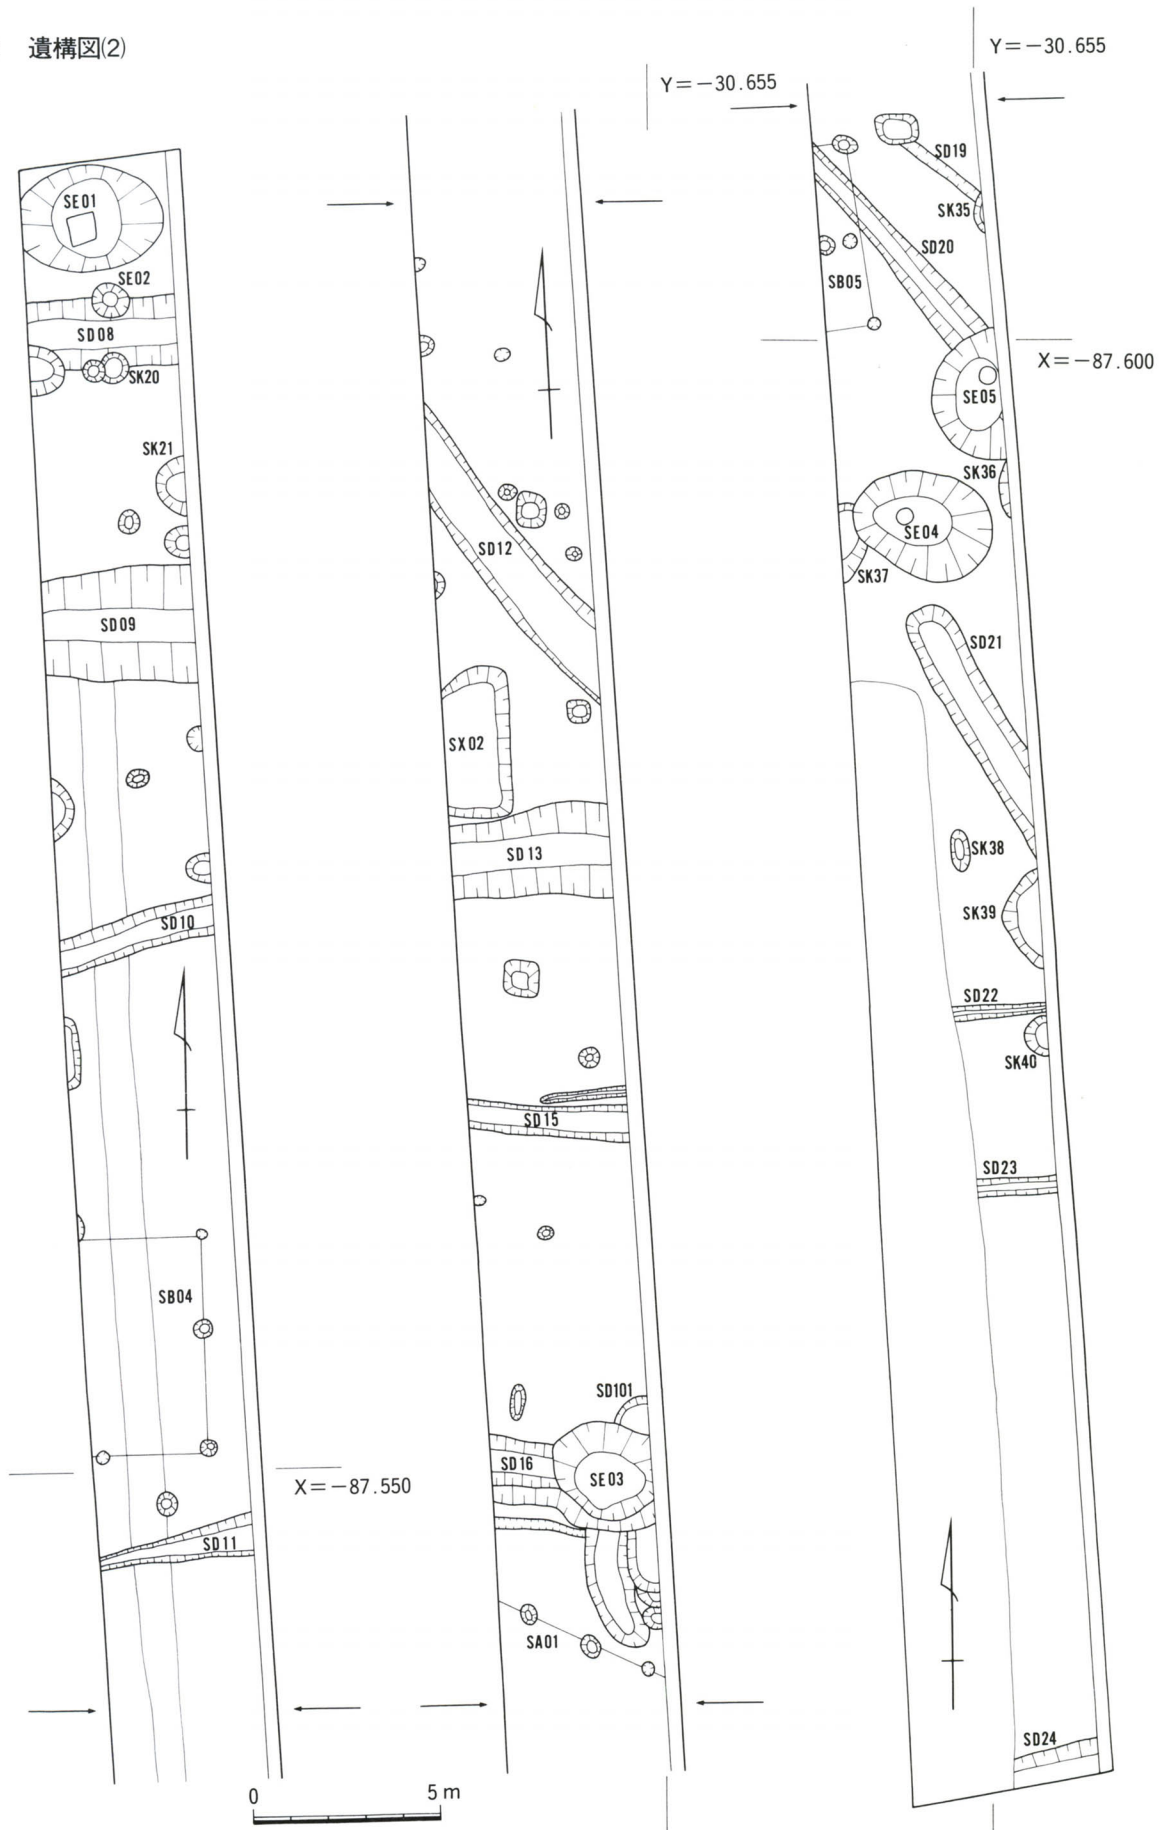 遺構図(2)
Y=-30.655
Y=-30.655
SE01
SE02
SD08
SK20
SK21
SD09
SD10
SB04
X=-87.550
SD11
SD12
SX02
SD13
SD15
SD101
SD16
SE03
SA01
SD19
SK35
SD20
SB05
X=-87.600
SE05
SK36
SE04
SK37
SD21
SK38
SK39
SD22
SK40
SD23
SD24
0 5m